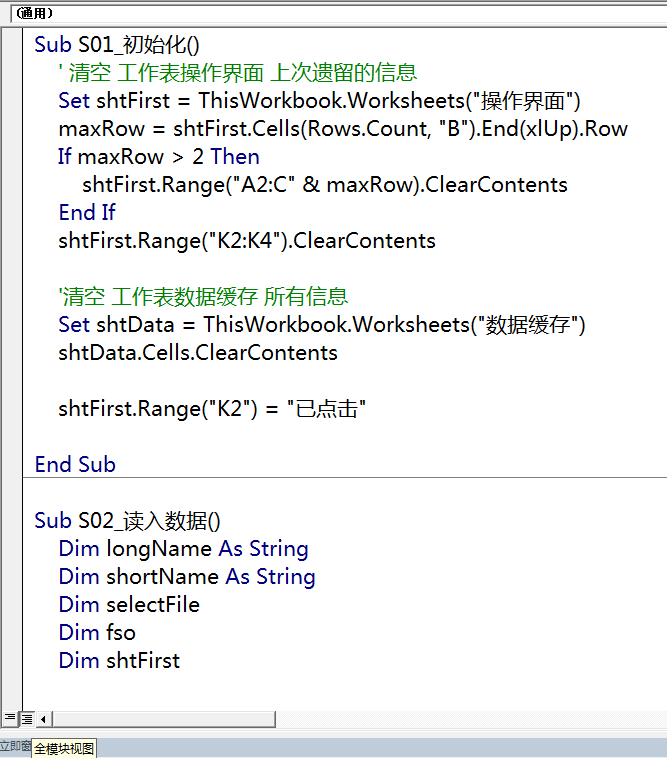 (通用)
Sub S01_初始化()
' 清空 工作表操作界面 上次遗留的信息
Set shtFirst = ThisWorkbook.Worksheets("操作界面")
maxRow = shtFirst.Cells(Rows.Count, "B").End(xlUp).Row
If maxRow > 2 Then
shtFirst.Range("A2:C" & maxRow).ClearContents
End If
shtFirst.Range("K2:K4").ClearContents
'清空 工作表数据缓存 所有信息
Set shtData = ThisWorkbook.Worksheets("数据缓存")
shtData.Cells.ClearContents
shtFirst.Range("K2") = "已点击"
End Sub
Sub S02_读入数据()
Dim longName As String
Dim shortName As String
Dim selectFile
Dim fso
Dim shtFirst
立即窗
全模块视图